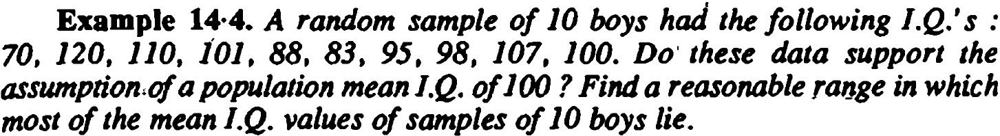 Example 14·4. A random sample of 10 boys had the following I.Q.'s :
70, 120, 110, 101, 88, 83, 95, 98, 107, 100. Do these data support the
assumption of a population mean I.Q. of 100 ? Find a reasonable range in which
most of the mean I.Q. values of samples of 10 boys lie.